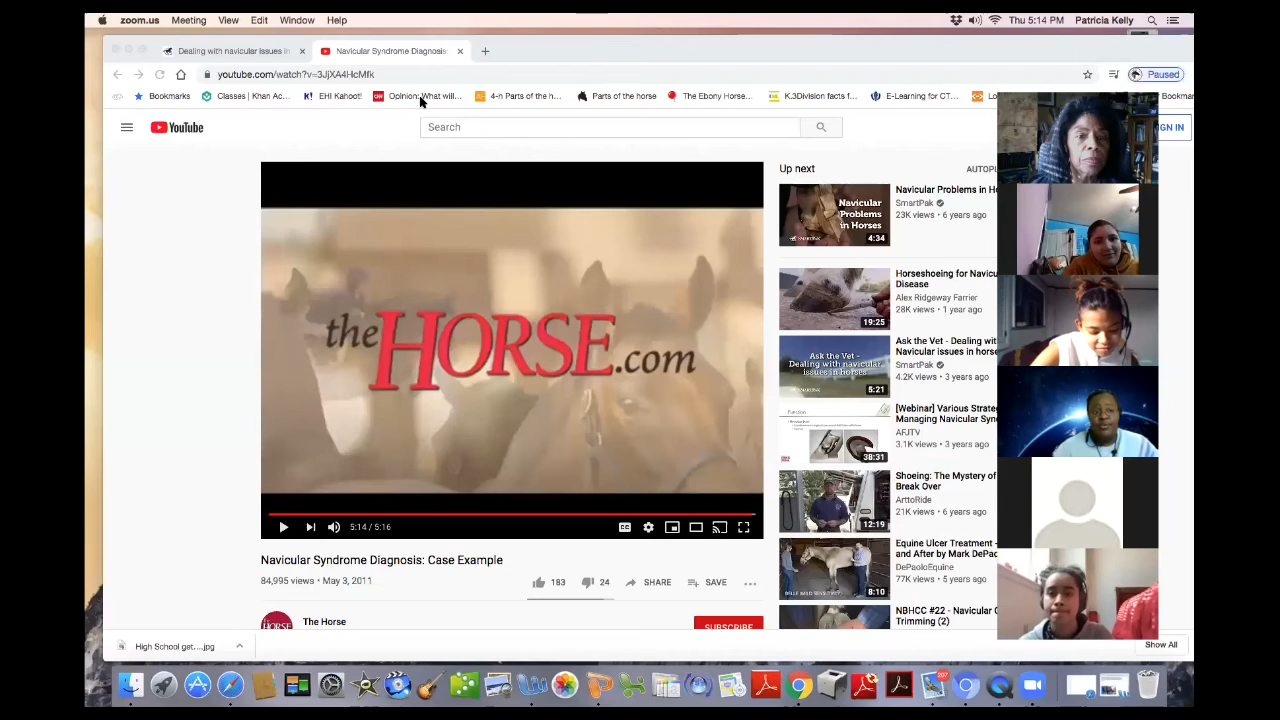 zoom.us Meeting View Edit Window Help Thu 5:14 PM Patricia Kelly
Dealing with navicular issues in
Navicular Syndrome Diagnosis:
youtube.com/watch?v=3JjXA4HcMfk
Paused
Bookmarks Classes | Khan Ac... EHI Kahoot! Opinion: What will... 4-h Parts of the h... Parts of the horse The Ebony Horse... K.3Division facts f... E-Learning for CT... Bookmar
YouTube
Search
GN IN
theHORSE.com
5:14 / 5:16
Navicular Syndrome Diagnosis: Case Example
84,995 views • May 3, 2011
183 24 SHARE SAVE
The Horse
SUBSCRIBE
Up next
AUTOPL
Navicular Problems in Horses
4:34
Navicular Problems in Ho
SmartPak
23K views • 6 years ago
19:25
Horseshoeing for Navicu
Disease
Alex Ridgeway Farrier
28K views • 1 year ago
Ask the Vet -
Dealing with navicular
issues in horses
5:21
Ask the Vet - Dealing wit
Navicular issues in horse
SmartPak
4.2K views • 3 years ago
Function
38:31
[Webinar] Various Strate
Managing Navicular Syn
AFJTV
3.1K views • 3 years ago
12:19
Shoeing: The Mystery of
Break Over
ArttoRide
21K views • 6 years ago
8:10
Equine Ulcer Treatment -
and After by Mark DePac
DePaoloEquine
77K views • 5 years ago
NBHCC #22 - Navicular C
Trimming (2)
High School get....jpg
Show All
207